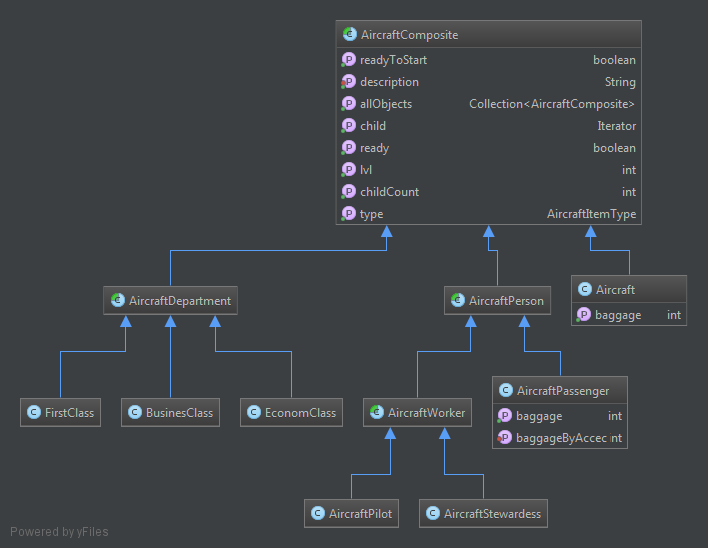 AircraftComposite
readyToStart boolean
description String
allObjects Collection<AircraftComposite>
child Iterator
ready boolean
lvl int
childCount int
type AircraftItemType
AircraftDepartment
AircraftPerson
Aircraft
baggage int
FirstClass
BusinesClass
EconomClass
AircraftWorker
AircraftPassenger
baggage int
baggageByAccec int
AircraftPilot
AircraftStewardess
Powered by yFiles